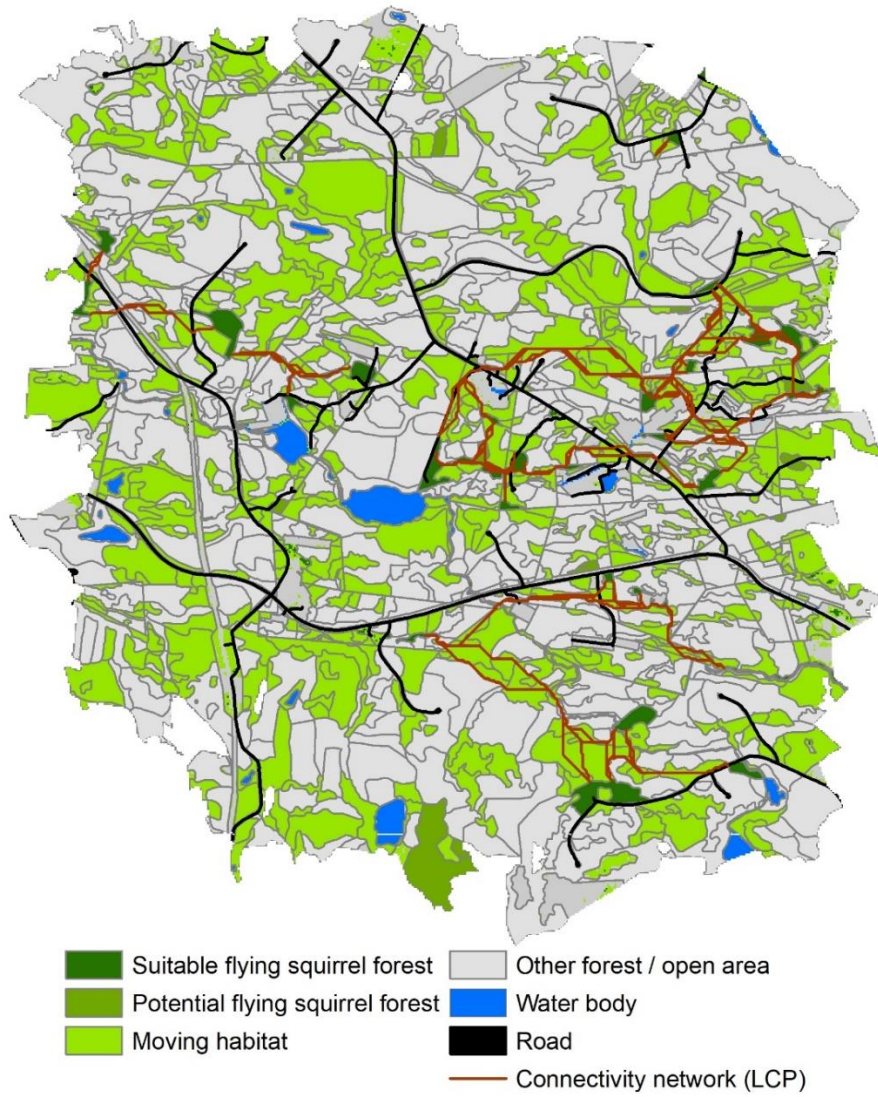 Suitable flying squirrel forest
Potential flying squirrel forest
Moving habitat
Other forest / open area
Water body
Road
Connectivity network (LCP)